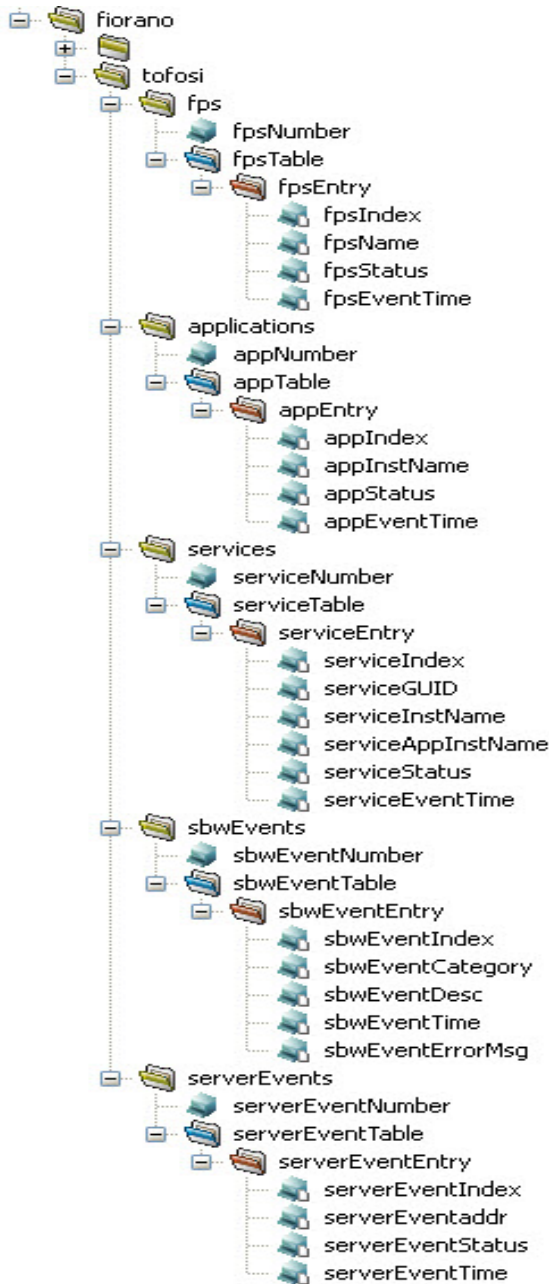 fiorano
tofosi
fps
fpsNumber
fpsTable
fpsEntry
fpsIndex
fpsName
fpsStatus
fpsEventTime
applications
appNumber
appTable
appEntry
appIndex
appInstName
appStatus
appEventTime
services
serviceNumber
serviceTable
serviceEntry
serviceIndex
serviceGUID
serviceInstName
serviceAppInstName
serviceStatus
serviceEventTime
sbwEvents
sbwEventNumber
sbwEventTable
sbwEventEntry
sbwEventIndex
sbwEventCategory
sbwEventDesc
sbwEventTime
sbwEventErrorMsg
serverEvents
serverEventNumber
serverEventTable
serverEventEntry
serverEventIndex
serverEventaddr
serverEventStatus
serverEventTime